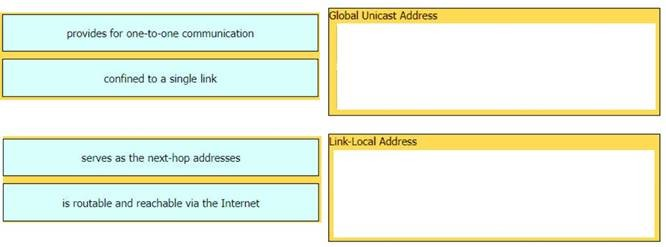 provides for one-to-one communication
confined to a single link
serves as the next-hop addresses
is routable and reachable via the Internet
Global Unicast Address
Link-Local Address